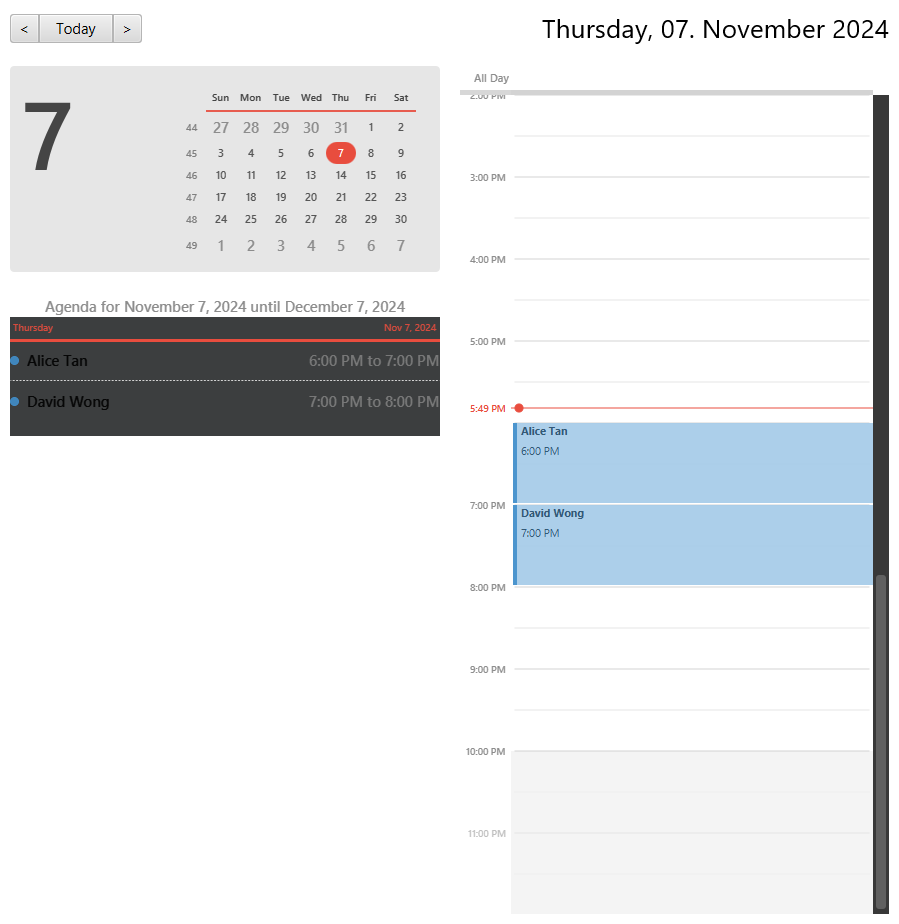 < Today >
Thursday, 07. November 2024
7
Sun Mon Tue Wed Thu Fri Sat
44 27 28 29 30 31 1 2
45 3 4 5 6 7 8 9
46 10 11 12 13 14 15 16
47 17 18 19 20 21 22 23
48 24 25 26 27 28 29 30
49 1 2 3 4 5 6 7
Agenda for November 7, 2024 until December 7, 2024
Thursday Nov 7, 2024
Alice Tan 6:00 PM to 7:00 PM
David Wong 7:00 PM to 8:00 PM
All Day
2:00 PM
3:00 PM
4:00 PM
5:00 PM
5:49 PM
Alice Tan
6:00 PM
7:00 PM
David Wong
7:00 PM
8:00 PM
9:00 PM
10:00 PM
11:00 PM